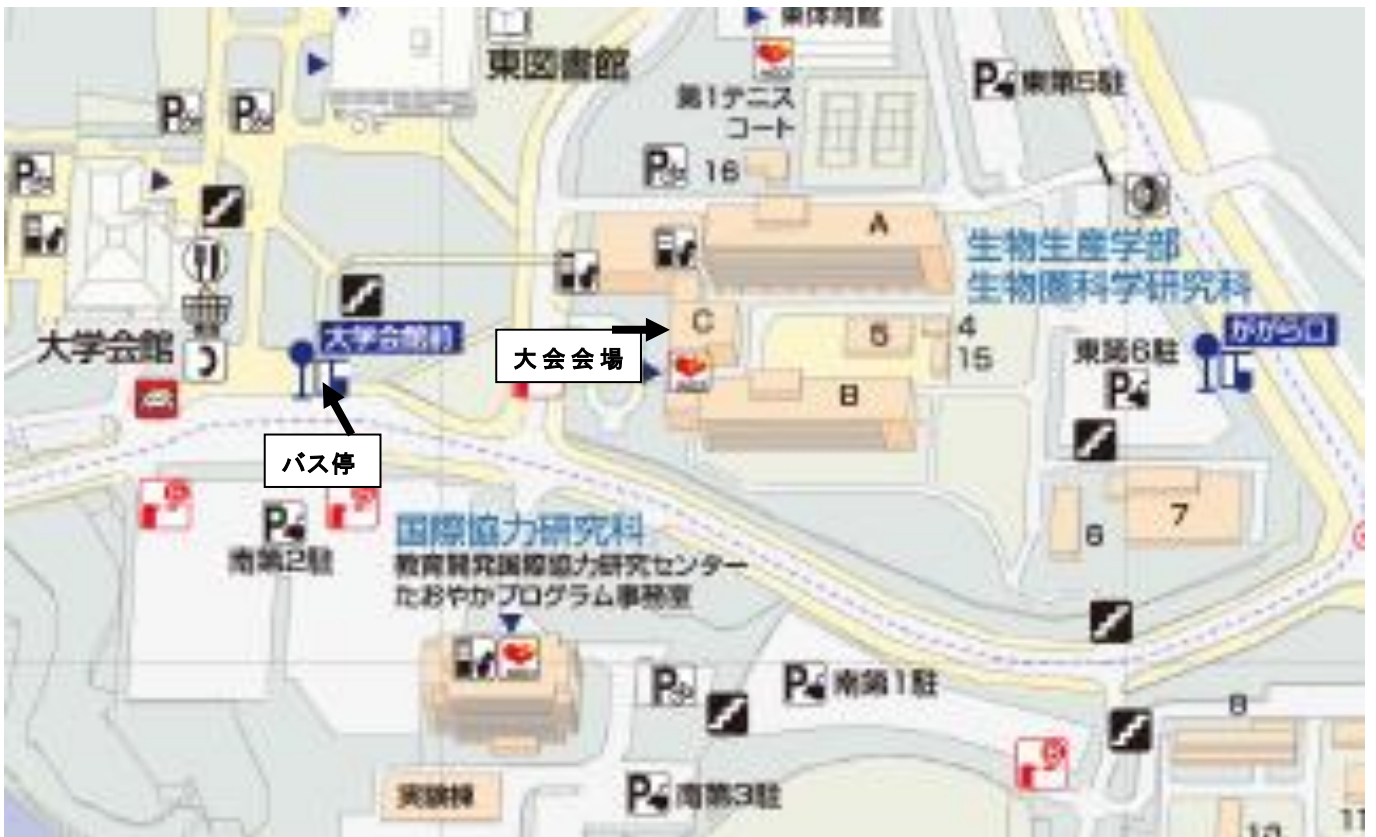 東体育館
東図書館
第1テニス
コート
東第5駐
P
P
P
P
P
16
A
生物生産学部
生物圏科学研究科
C
5
4
15
大学会館
大学会館前
大会会場
東第6駐
P
ががら口
B
バス停
6
7
P
南第2駐
国際協力研究科
教育開発国際協力研究センター
たおやかプログラム事務室
P
P 南第1駐
8
実験棟
P 南第3駐
10
11